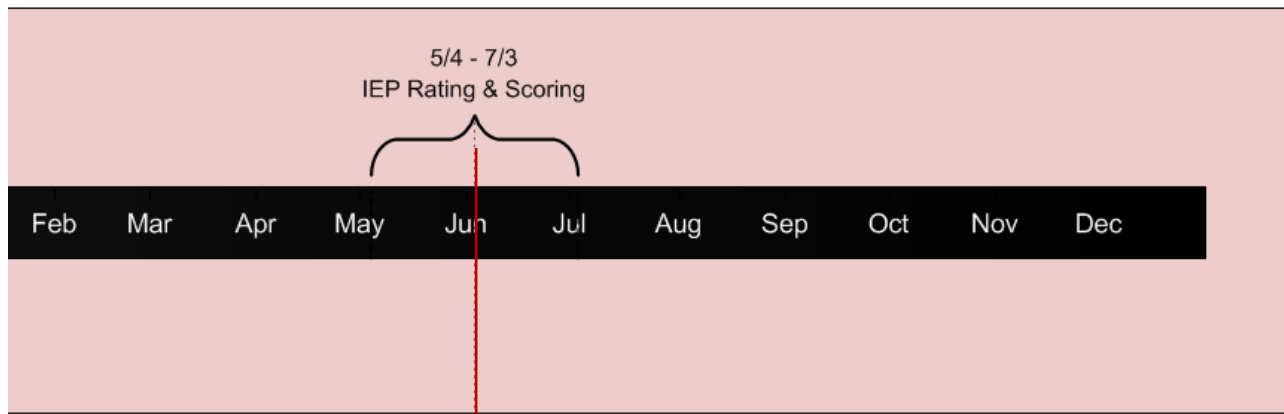 5/4 - 7/3
IEP Rating & Scoring
Feb Mar Apr May Jun Jul Aug Sep Oct Nov Dec